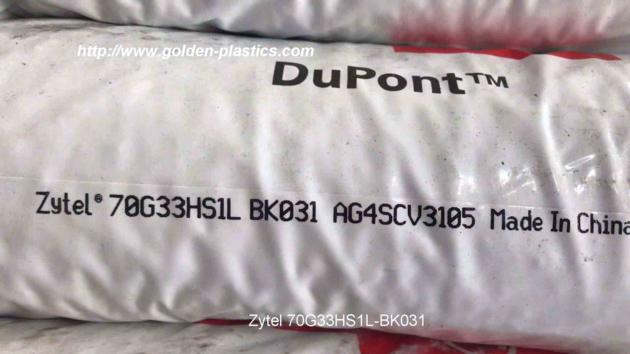 http://www.golden-plastics.com
DuPont™
Zytel® 70G33HS1L BK031 AG4SCV3105 Made In China
Zytel 70G33HS1L-BK031